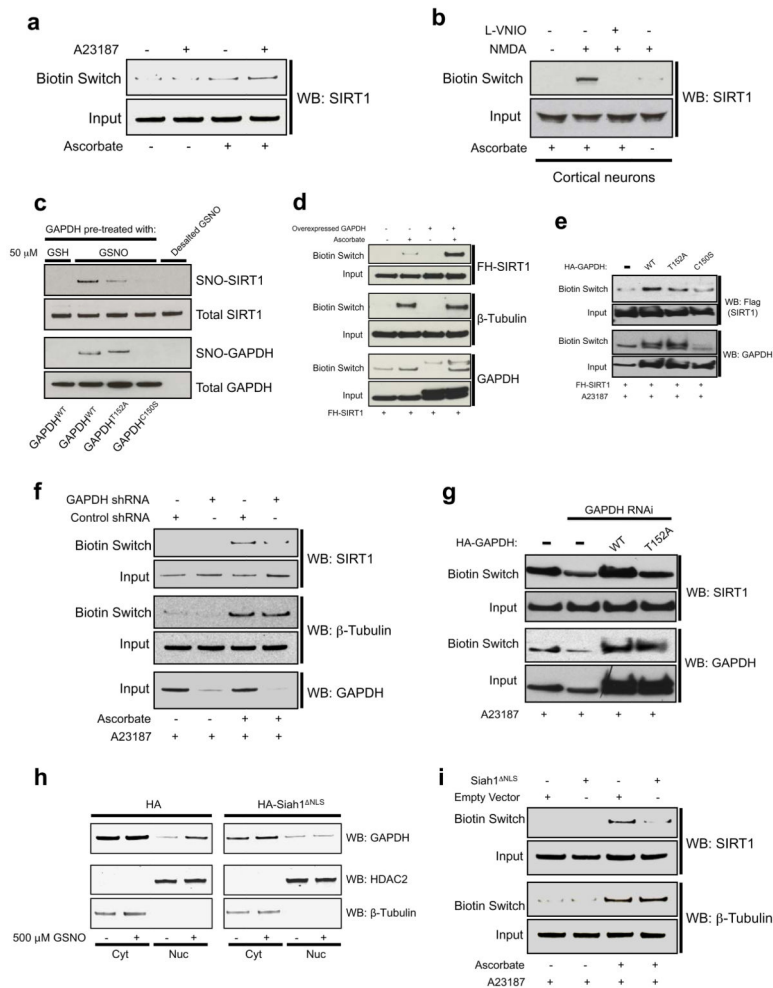 a
A23187 - + - +
Biotin Switch
Input
WB: SIRT1
Ascorbate - - + +
b
L-VNIO - - + -
NMDA - + + +
Biotin Switch
Input
WB: SIRT1
Ascorbate + + + -
Cortical neurons
c
GAPDH pre-treated with:
50 μM GSH GSNO Desalted GSNO
SNO-SIRT1
Total SIRT1
SNO-GAPDH
Total GAPDH
GAPDHWT GAPDHWT GAPDHT152A GAPDHC150S
d
Overexpressed GAPDH - - + +
Ascorbate - + - +
Biotin Switch
Input
FH-SIRT1
Biotin Switch
Input
β-Tubulin
Biotin Switch
Input
GAPDH
FH-SIRT1 + + + +
e
HA-GAPDH: - WT T152A C150S
Biotin Switch
Input
WB: Flag
(SIRT1)
Biotin Switch
Input
WB: GAPDH
FH-SIRT1 + + + +
A23187 + + + +
f
GAPDH shRNA - + - +
Control shRNA + - + -
Biotin Switch
Input
WB: SIRT1
Biotin Switch
Input
WB: β-Tubulin
Input
WB: GAPDH
Ascorbate - - + +
A23187 + + + +
g
GAPDH RNAi
HA-GAPDH: - - WT T152A
Biotin Switch
Input
WB: SIRT1
Biotin Switch
Input
WB: GAPDH
A23187 + + + +
h
HA HA-Siah1ΔNLS
WB: GAPDH
WB: HDAC2
WB: β-Tubulin
500 μM GSNO - + - + - + - +
Cyt Nuc Cyt Nuc
i
Siah1ΔNLS - + - +
Empty Vector + - + -
Biotin Switch
Input
WB: SIRT1
Biotin Switch
Input
WB: β-Tubulin
Ascorbate - - + +
A23187 + + + +